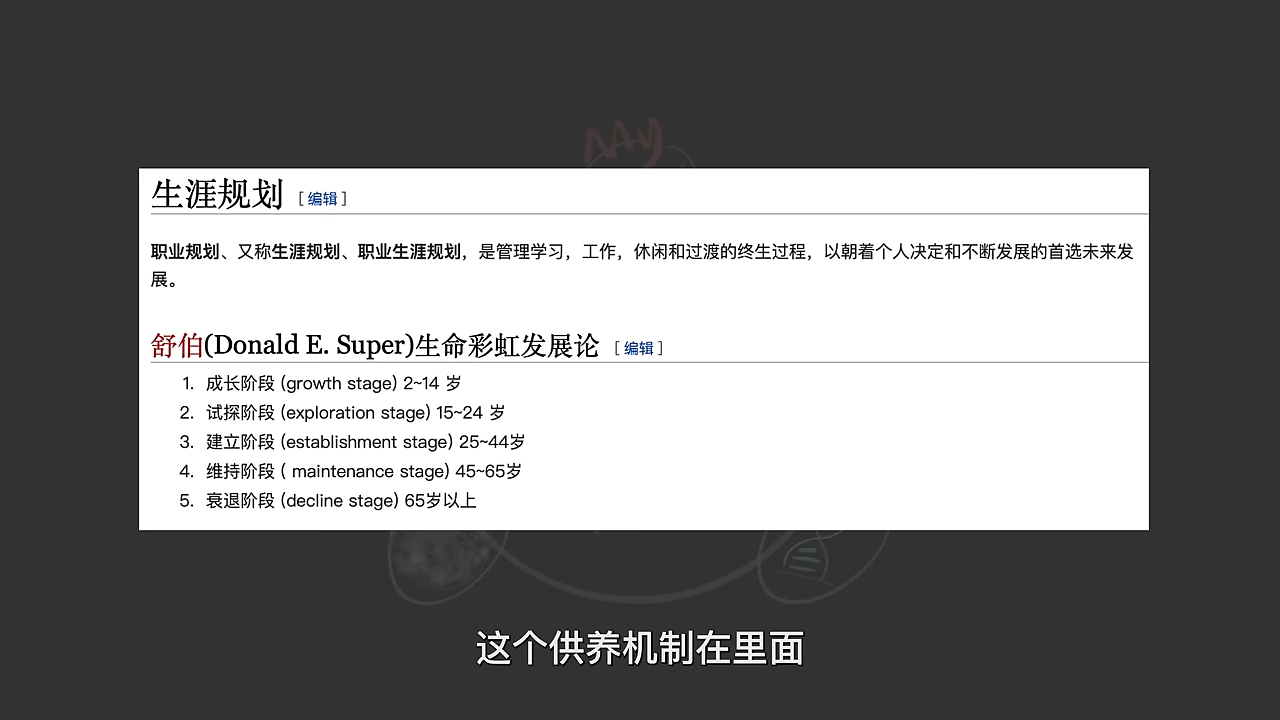 生涯规划 [编辑]
职业规划、又称生涯规划、职业生涯规划，是管理学习，工作，休闲和过渡的终生过程，以朝着个人决定和不断发展的首选未来发
展。
舒伯(Donald E. Super)生命彩虹发展论 [编辑]
1. 成长阶段 (growth stage) 2~14 岁
2. 试探阶段 (exploration stage) 15~24 岁
3. 建立阶段 (establishment stage) 25~44岁
4. 维持阶段 ( maintenance stage) 45~65岁
5. 衰退阶段 (decline stage) 65岁以上
这个供养机制在里面